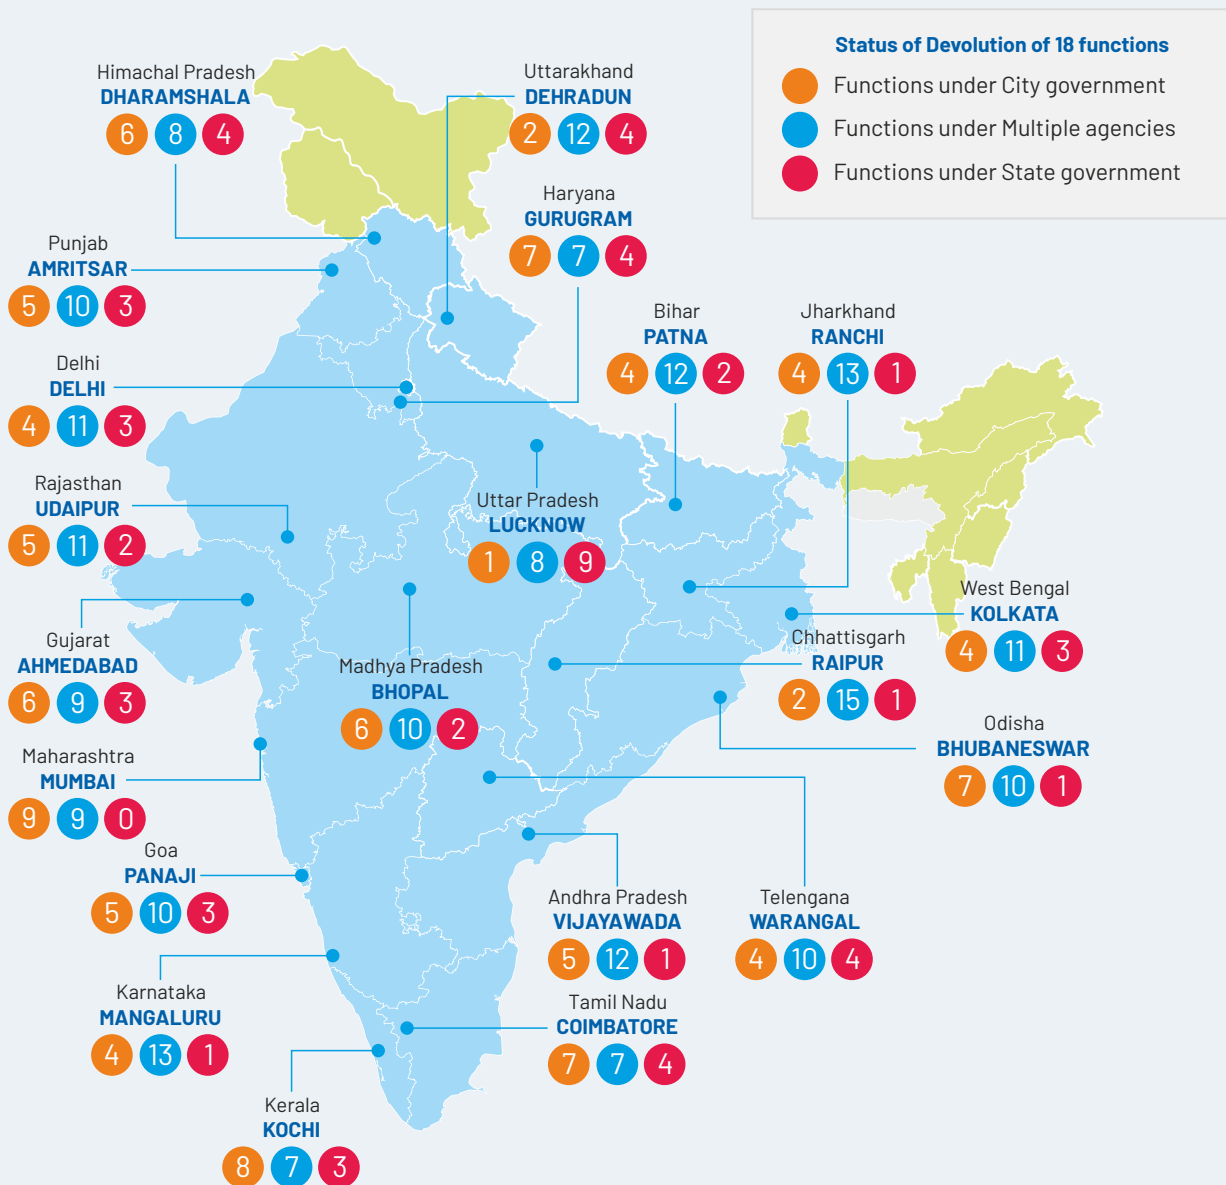 Status of Devolution of 18 functions
Functions under City government
Functions under Multiple agencies
Functions under State government
Himachal Pradesh
DHARAMSHALA
6 8 4
Uttarakhand
DEHRADUN
2 12 4
Haryana
GURUGRAM
7 7 4
Punjab
AMRITSAR
5 10 3
Bihar
PATNA
4 12 2
Jharkhand
RANCHI
4 13 1
Delhi
DELHI
4 11 3
Rajasthan
UDAIPUR
5 11 2
Uttar Pradesh
LUCKNOW
1 8 9
West Bengal
KOLKATA
4 11 3
Gujarat
AHMEDABAD
6 9 3
Madhya Pradesh
BHOPAL
6 10 2
Chhattisgarh
RAIPUR
2 15 1
Odisha
BHUBANESWAR
7 10 1
Maharashtra
MUMBAI
9 9 0
Goa
PANAJI
5 10 3
Andhra Pradesh
VIJAYAWADA
5 12 1
Telengana
WARANGAL
4 10 4
Karnataka
MANGALURU
4 13 1
Tamil Nadu
COIMBATORE
7 7 4
Kerala
KOCHI
8 7 3